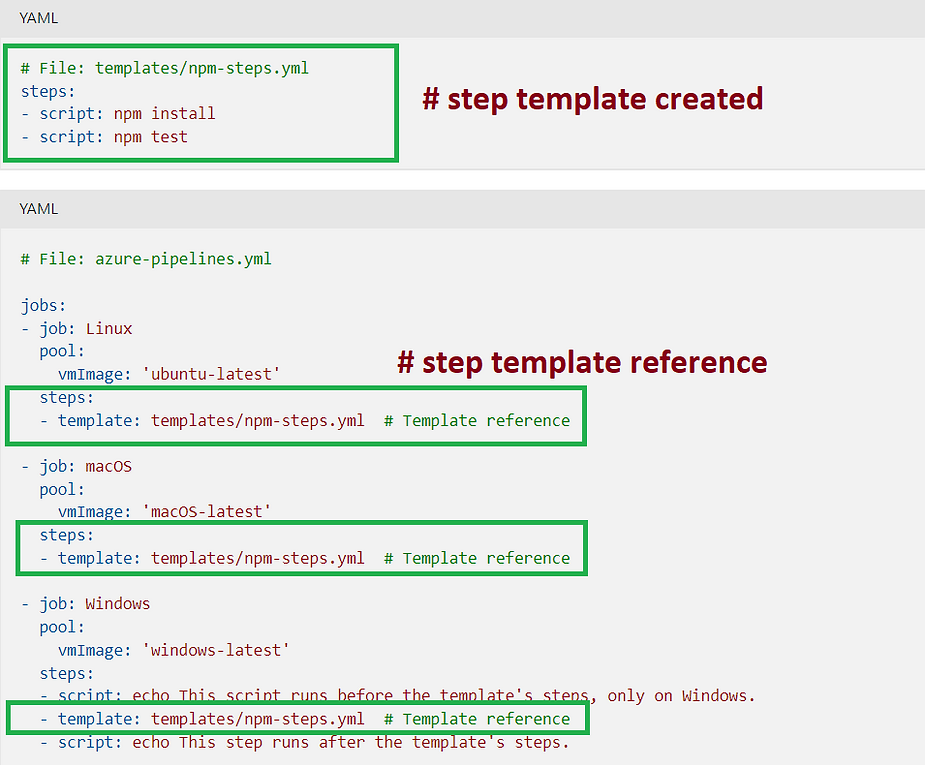 YAML
# File: templates/npm-steps.yml
steps:
- script: npm install
- script: npm test
# step template created
YAML
# File: azure-pipelines.yml
jobs:
- job: Linux
  pool:
    vmImage: 'ubuntu-latest'
# step template reference
  steps:
  - template: templates/npm-steps.yml  # Template reference
- job: macOS
  pool:
    vmImage: 'macOS-latest'
  steps:
  - template: templates/npm-steps.yml  # Template reference
- job: Windows
  pool:
    vmImage: 'windows-latest'
  steps:
  - script: echo This script runs before the template's steps, only on Windows.
  - template: templates/npm-steps.yml  # Template reference
  - script: echo This step runs after the template's steps.